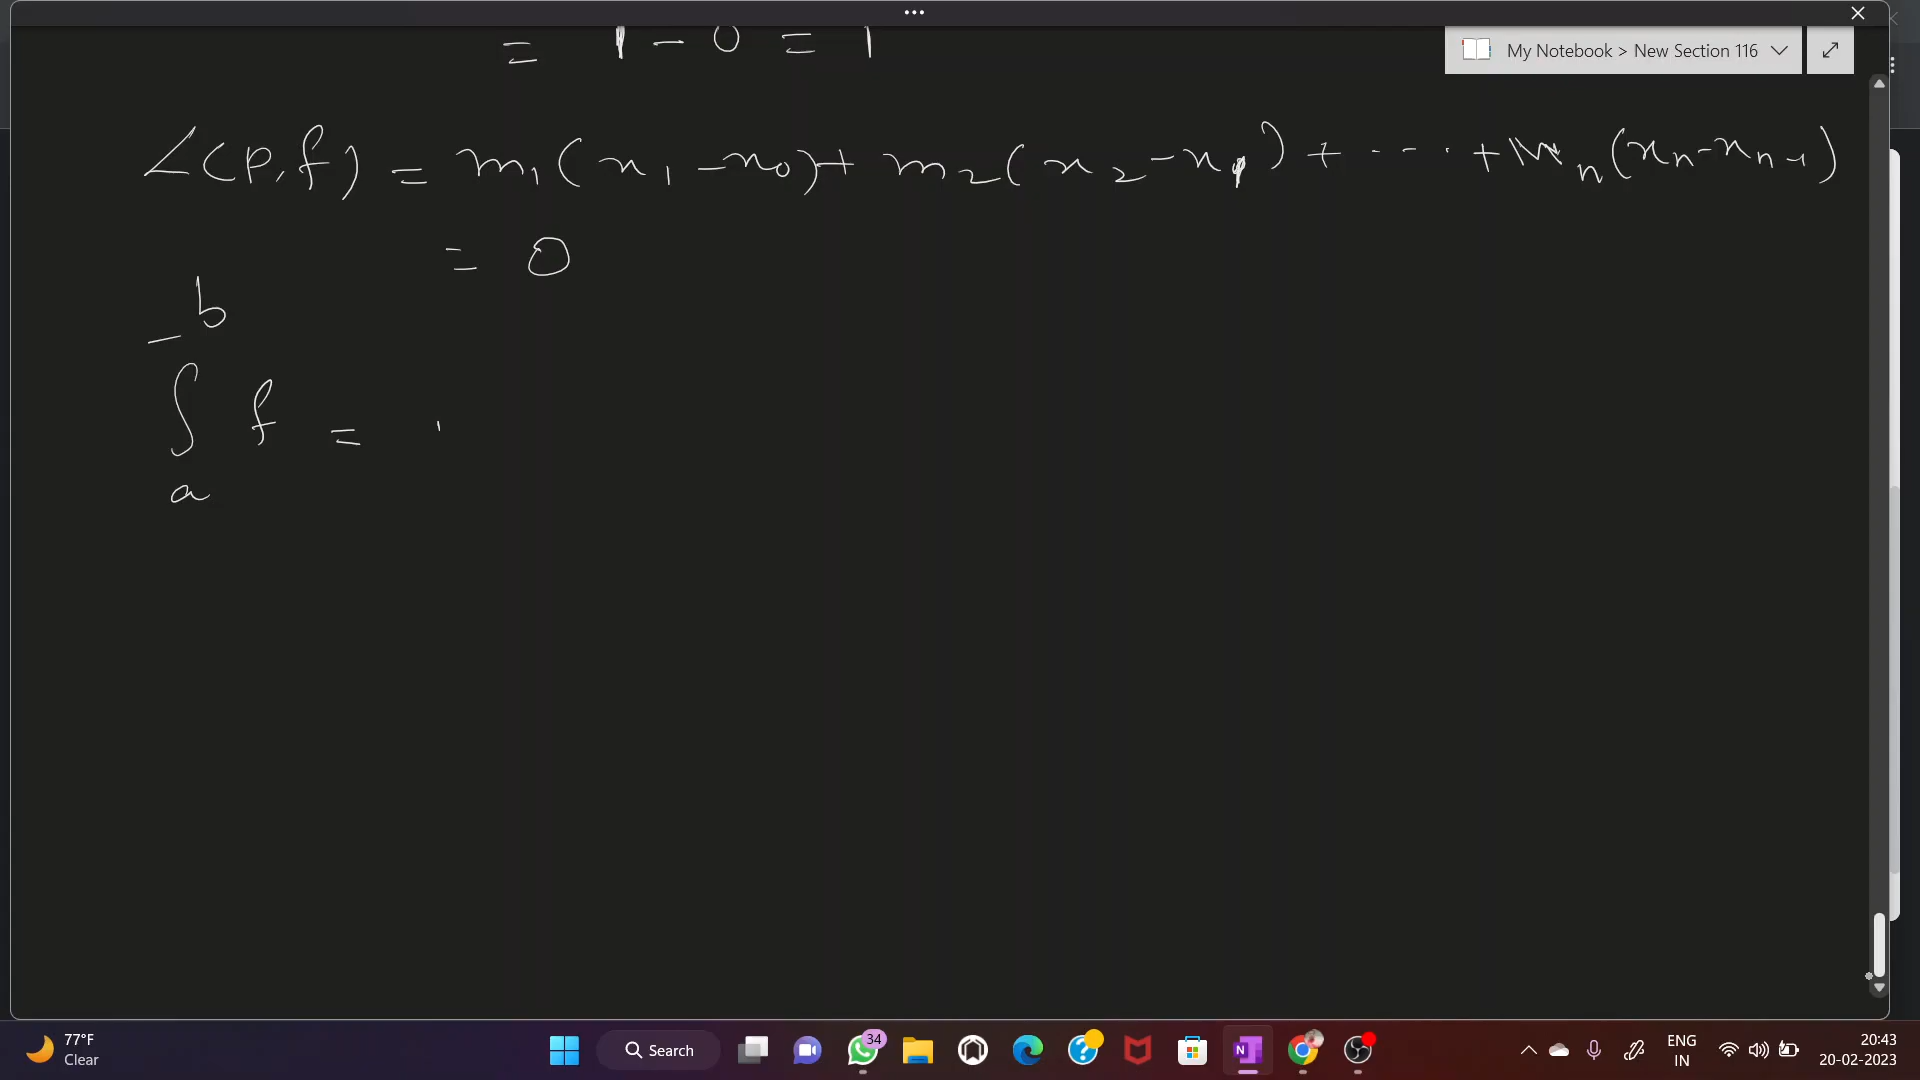 = 1 - 0 = 1
My Notebook > New Section 116
L(P,f) = m₁(x₁-x₀)+ m₂(x₂-x₁) + ---- + mₙ(xₙ-xₙ₋₁)
= 0
b
—
∫ f =
a
77°F
Clear
Search
34
ENG
IN
20:43
20-02-2023